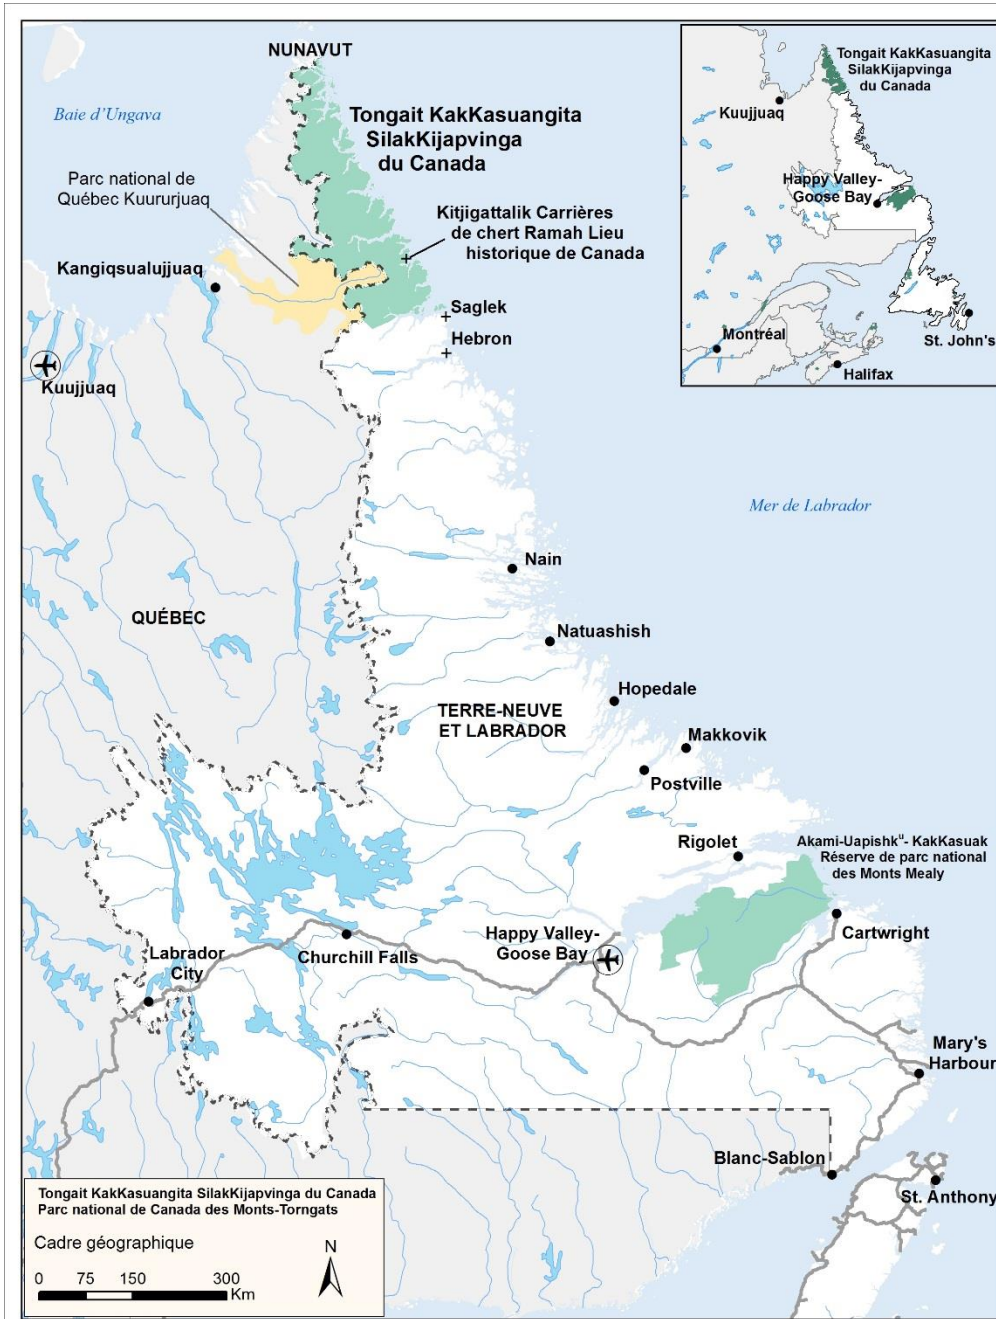 NUNAVUT
Baie d'Ungava
Tongait KakKasuangita
SilakKijapvinga
du Canada
Parc national de
Québec Kuururjuaq
Kitjigattalik Carrières
de chert Ramah Lieu
historique de Canada
Kangiqsualujjuaq
Saglek
Hebron
Kuujjuaq
Tongait KakKasuangita
SilakKijapvinga
du Canada
Kuujjuaq
Happy Valley-
Goose Bay
Montréal
St. John's
Halifax
Mer de Labrador
Nain
QUÉBEC
Natuashish
Hopedale
TERRE-NEUVE
ET LABRADOR
Makkovik
Postville
Rigolet
Akami-Uapishkᵘ- KakKasuak
Réserve de parc national
des Monts Mealy
Cartwright
Happy Valley-
Goose Bay
Churchill Falls
Labrador
City
Mary's
Harbour
Blanc-Sablon
St. Anthony
Tongait KakKasuangita SilakKijapvinga du Canada
Parc national de Canada des Monts-Torngats
Cadre géographique
N
0 75 150 300
Km